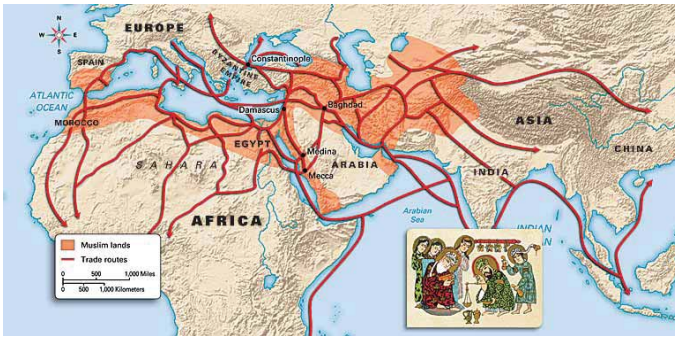 EUROPE
N
W
E
S
Constantinople
BYZANTINE
EMPIRE
SPAIN
ATLANTIC
OCEAN
Baghdad
Damascus
ASIA
MOROCCO
CHINA
EGYPT
Medina
SAHARA
ARABIA
INDIA
Mecca
AFRICA
Arabian
Sea
INDIAN
Muslim lands
Trade routes
0 500 1,000 Miles
0 500 1,000 Kilometers